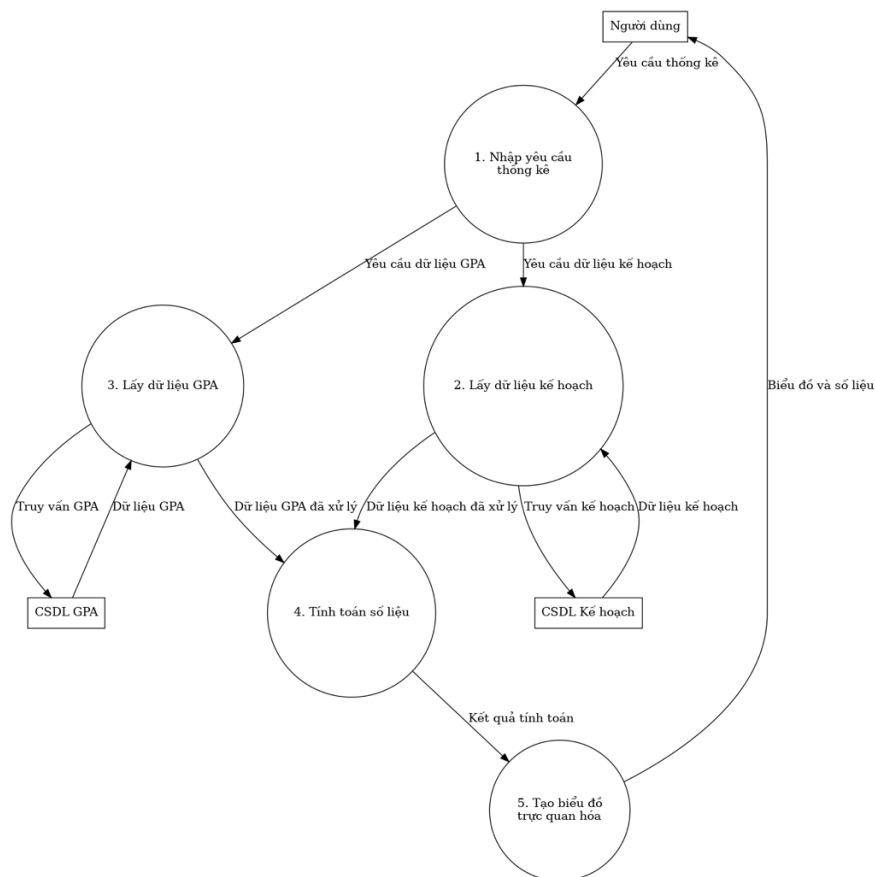 Người dùng
Yêu cầu thống kê
1. Nhập yêu cầu
thống kê
Yêu cầu dữ liệu GPA
Yêu cầu dữ liệu kế hoạch
3. Lấy dữ liệu GPA
2. Lấy dữ liệu kế hoạch
Biểu đồ và số liệu
Truy vấn GPA
Dữ liệu GPA
Dữ liệu GPA đã xử lý
Dữ liệu kế hoạch đã xử lý
Truy vấn kế hoạch
Dữ liệu kế hoạch
CSDL GPA
4. Tính toán số liệu
CSDL Kế hoạch
Kết quả tính toán
5. Tạo biểu đồ
trực quan hóa